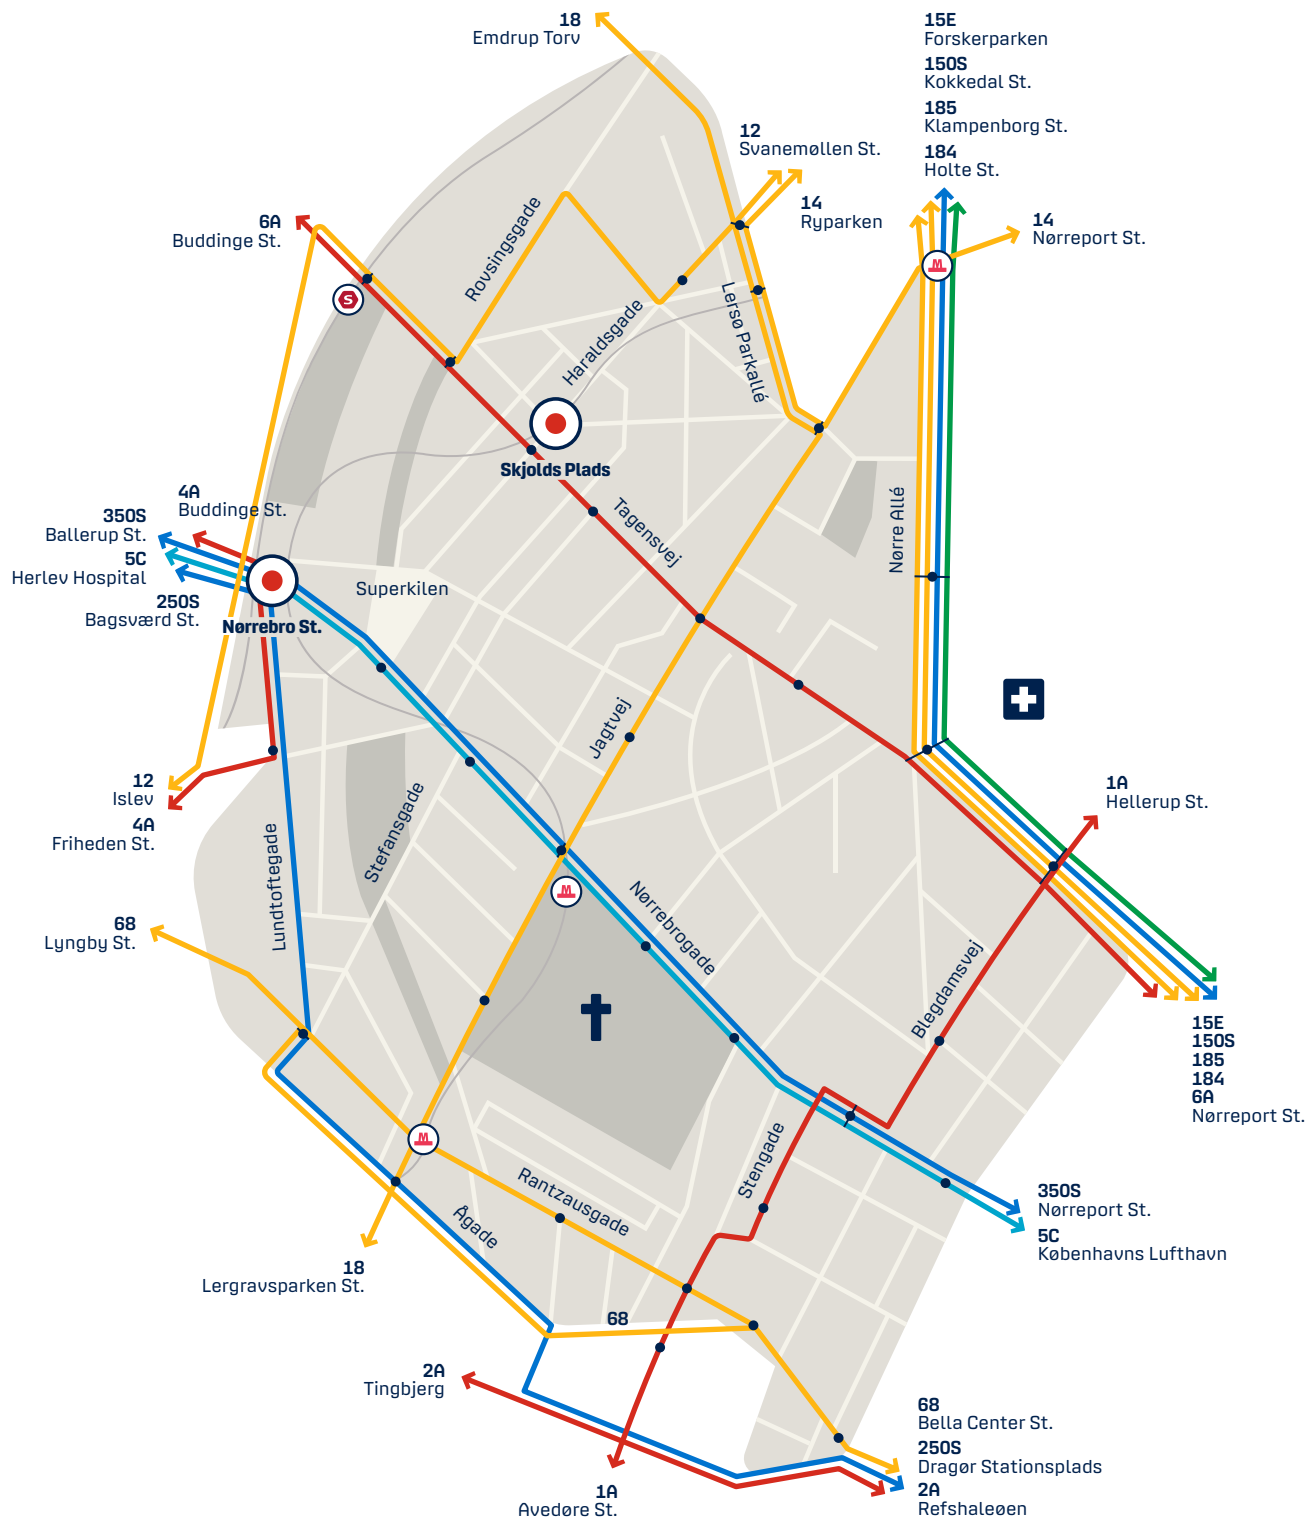 18
Emdrup Torv
15E
Forskerparken
150S
Kokkedal St.
185
Klampenborg St.
184
Holte St.
12
Svanemøllen St.
14
Ryparken
14
Nørreport St.
6A
Buddinge St.
S
M
Rovsingsgade
Haraldsgade
Lersø Parkallé
Skjolds Plads
Tagensvej
Nørre Allé
4A
Buddinge St.
350S
Ballerup St.
5C
Herlev Hospital
250S
Bagsværd St.
Nørrebro St.
Superkilen
Jagtvej
12
Islev
4A
Friheden St.
1A
Hellerup St.
Lundtoftegade
Stefansgade
M
Nørrebrogade
Blegdamsvej
68
Lyngby St.
15E
150S
185
184
6A
Nørreport St.
M
Stengade
Rantzausgade
Ågade
350S
Nørreport St.
5C
Københavns Lufthavn
18
Lergravsparken St.
68
2A
Tingbjerg
68
Bella Center St.
250S
Dragør Stationsplads
2A
Refshaleøen
1A
Avedøre St.